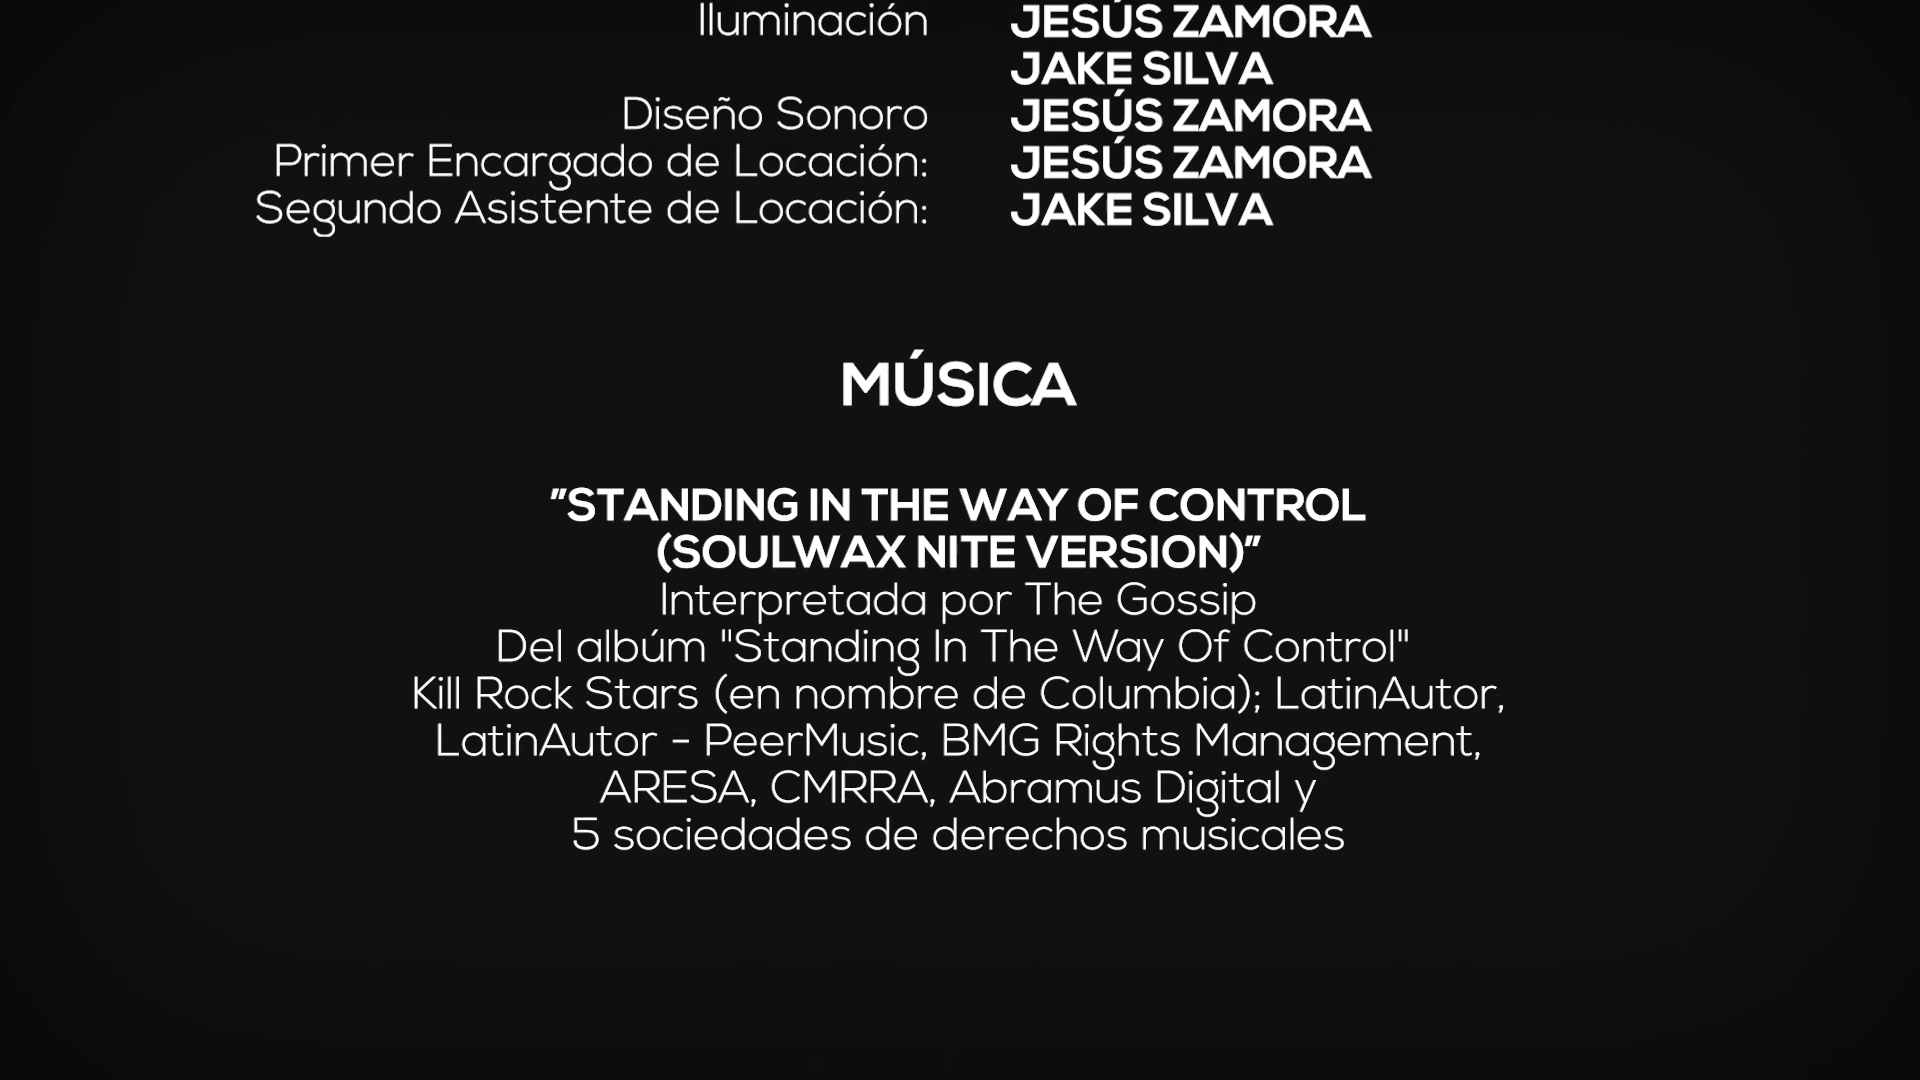 Iluminación JESÚS ZAMORA
JAKE SILVA
Diseño Sonoro JESÚS ZAMORA
Primer Encargado de Locación: JESÚS ZAMORA
Segundo Asistente de Locación: JAKE SILVA
MÚSICA
"STANDING IN THE WAY OF CONTROL
(SOULWAX NITE VERSION)"
Interpretada por The Gossip
Del albúm "Standing In The Way Of Control"
Kill Rock Stars (en nombre de Columbia); LatinAutor,
LatinAutor - PeerMusic, BMG Rights Management,
ARESA, CMRRA, Abramus Digital y
5 sociedades de derechos musicales